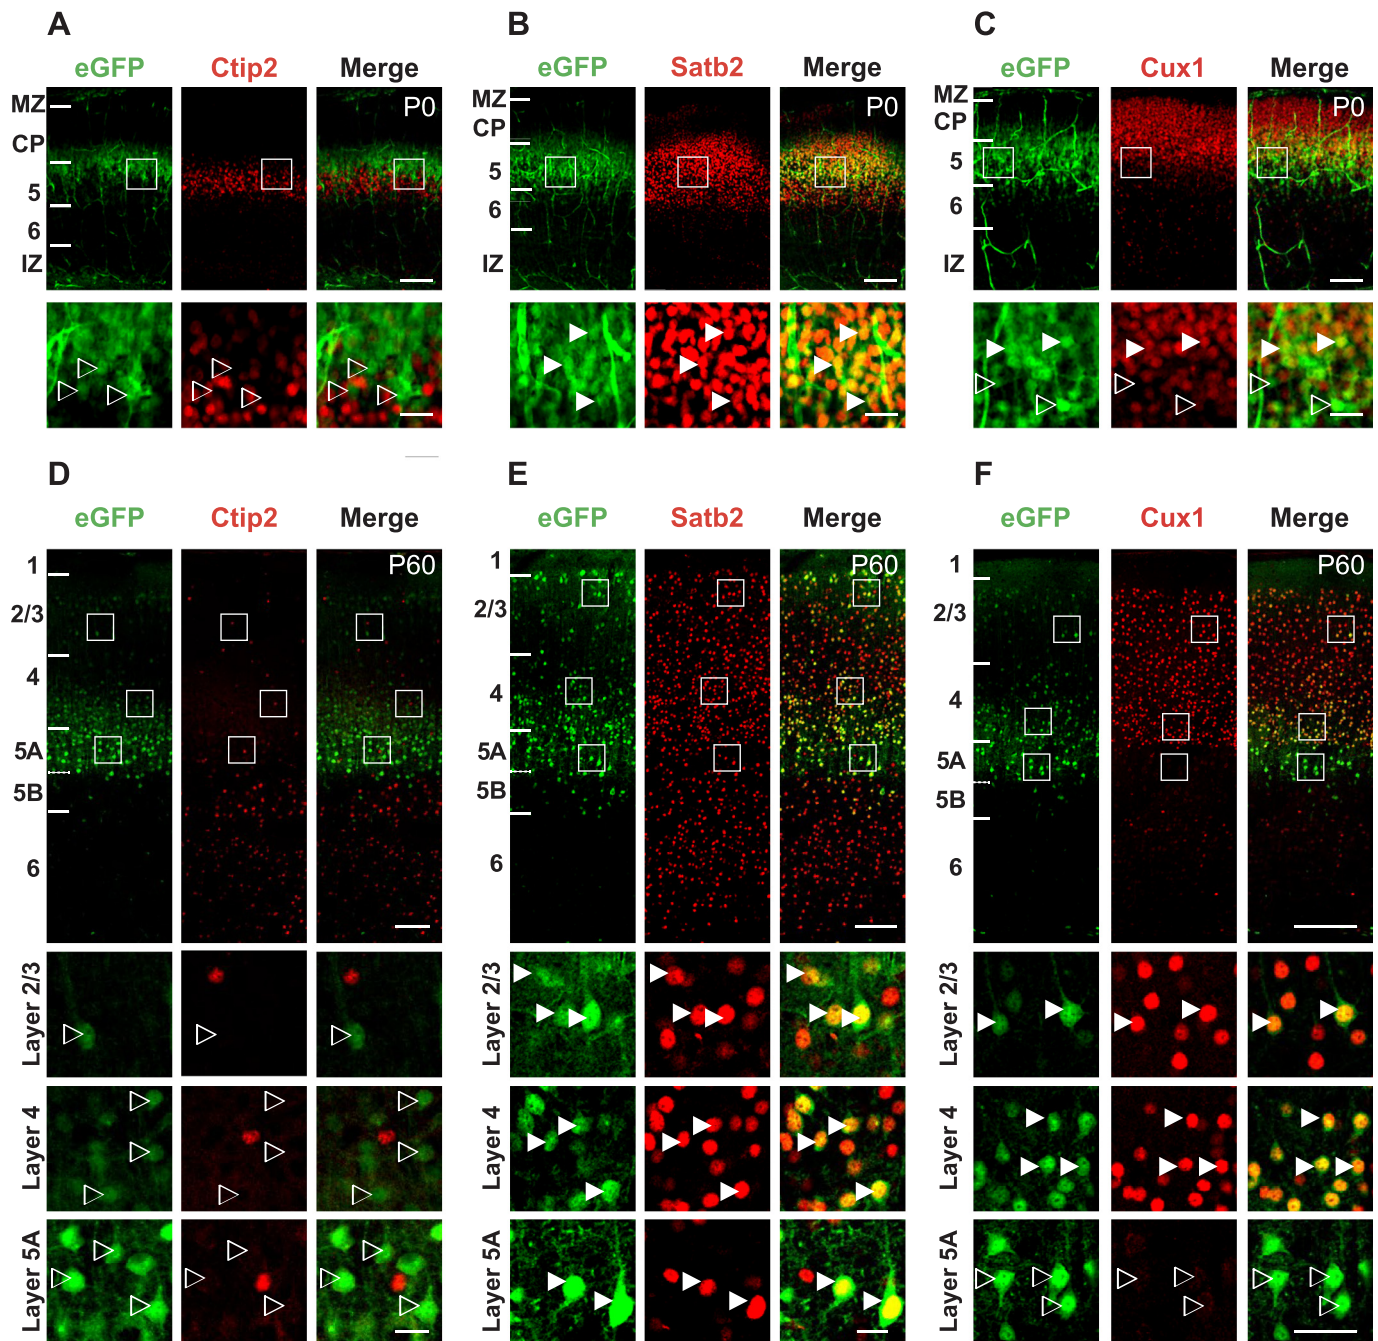 A
B
C
eGFP Ctip2 Merge
eGFP Satb2 Merge
eGFP Cux1 Merge
MZ
CP
5
6
IZ
P0
MZ
CP
5
6
IZ
P0
MZ
CP
5
6
IZ
P0
D
E
F
eGFP Ctip2 Merge
eGFP Satb2 Merge
eGFP Cux1 Merge
1
2/3
4
5A
5B
6
P60
1
2/3
4
5A
5B
6
P60
1
2/3
4
5A
5B
6
P60
Layer 2/3
Layer 4
Layer 5A
Layer 2/3
Layer 4
Layer 5A
Layer 2/3
Layer 4
Layer 5A